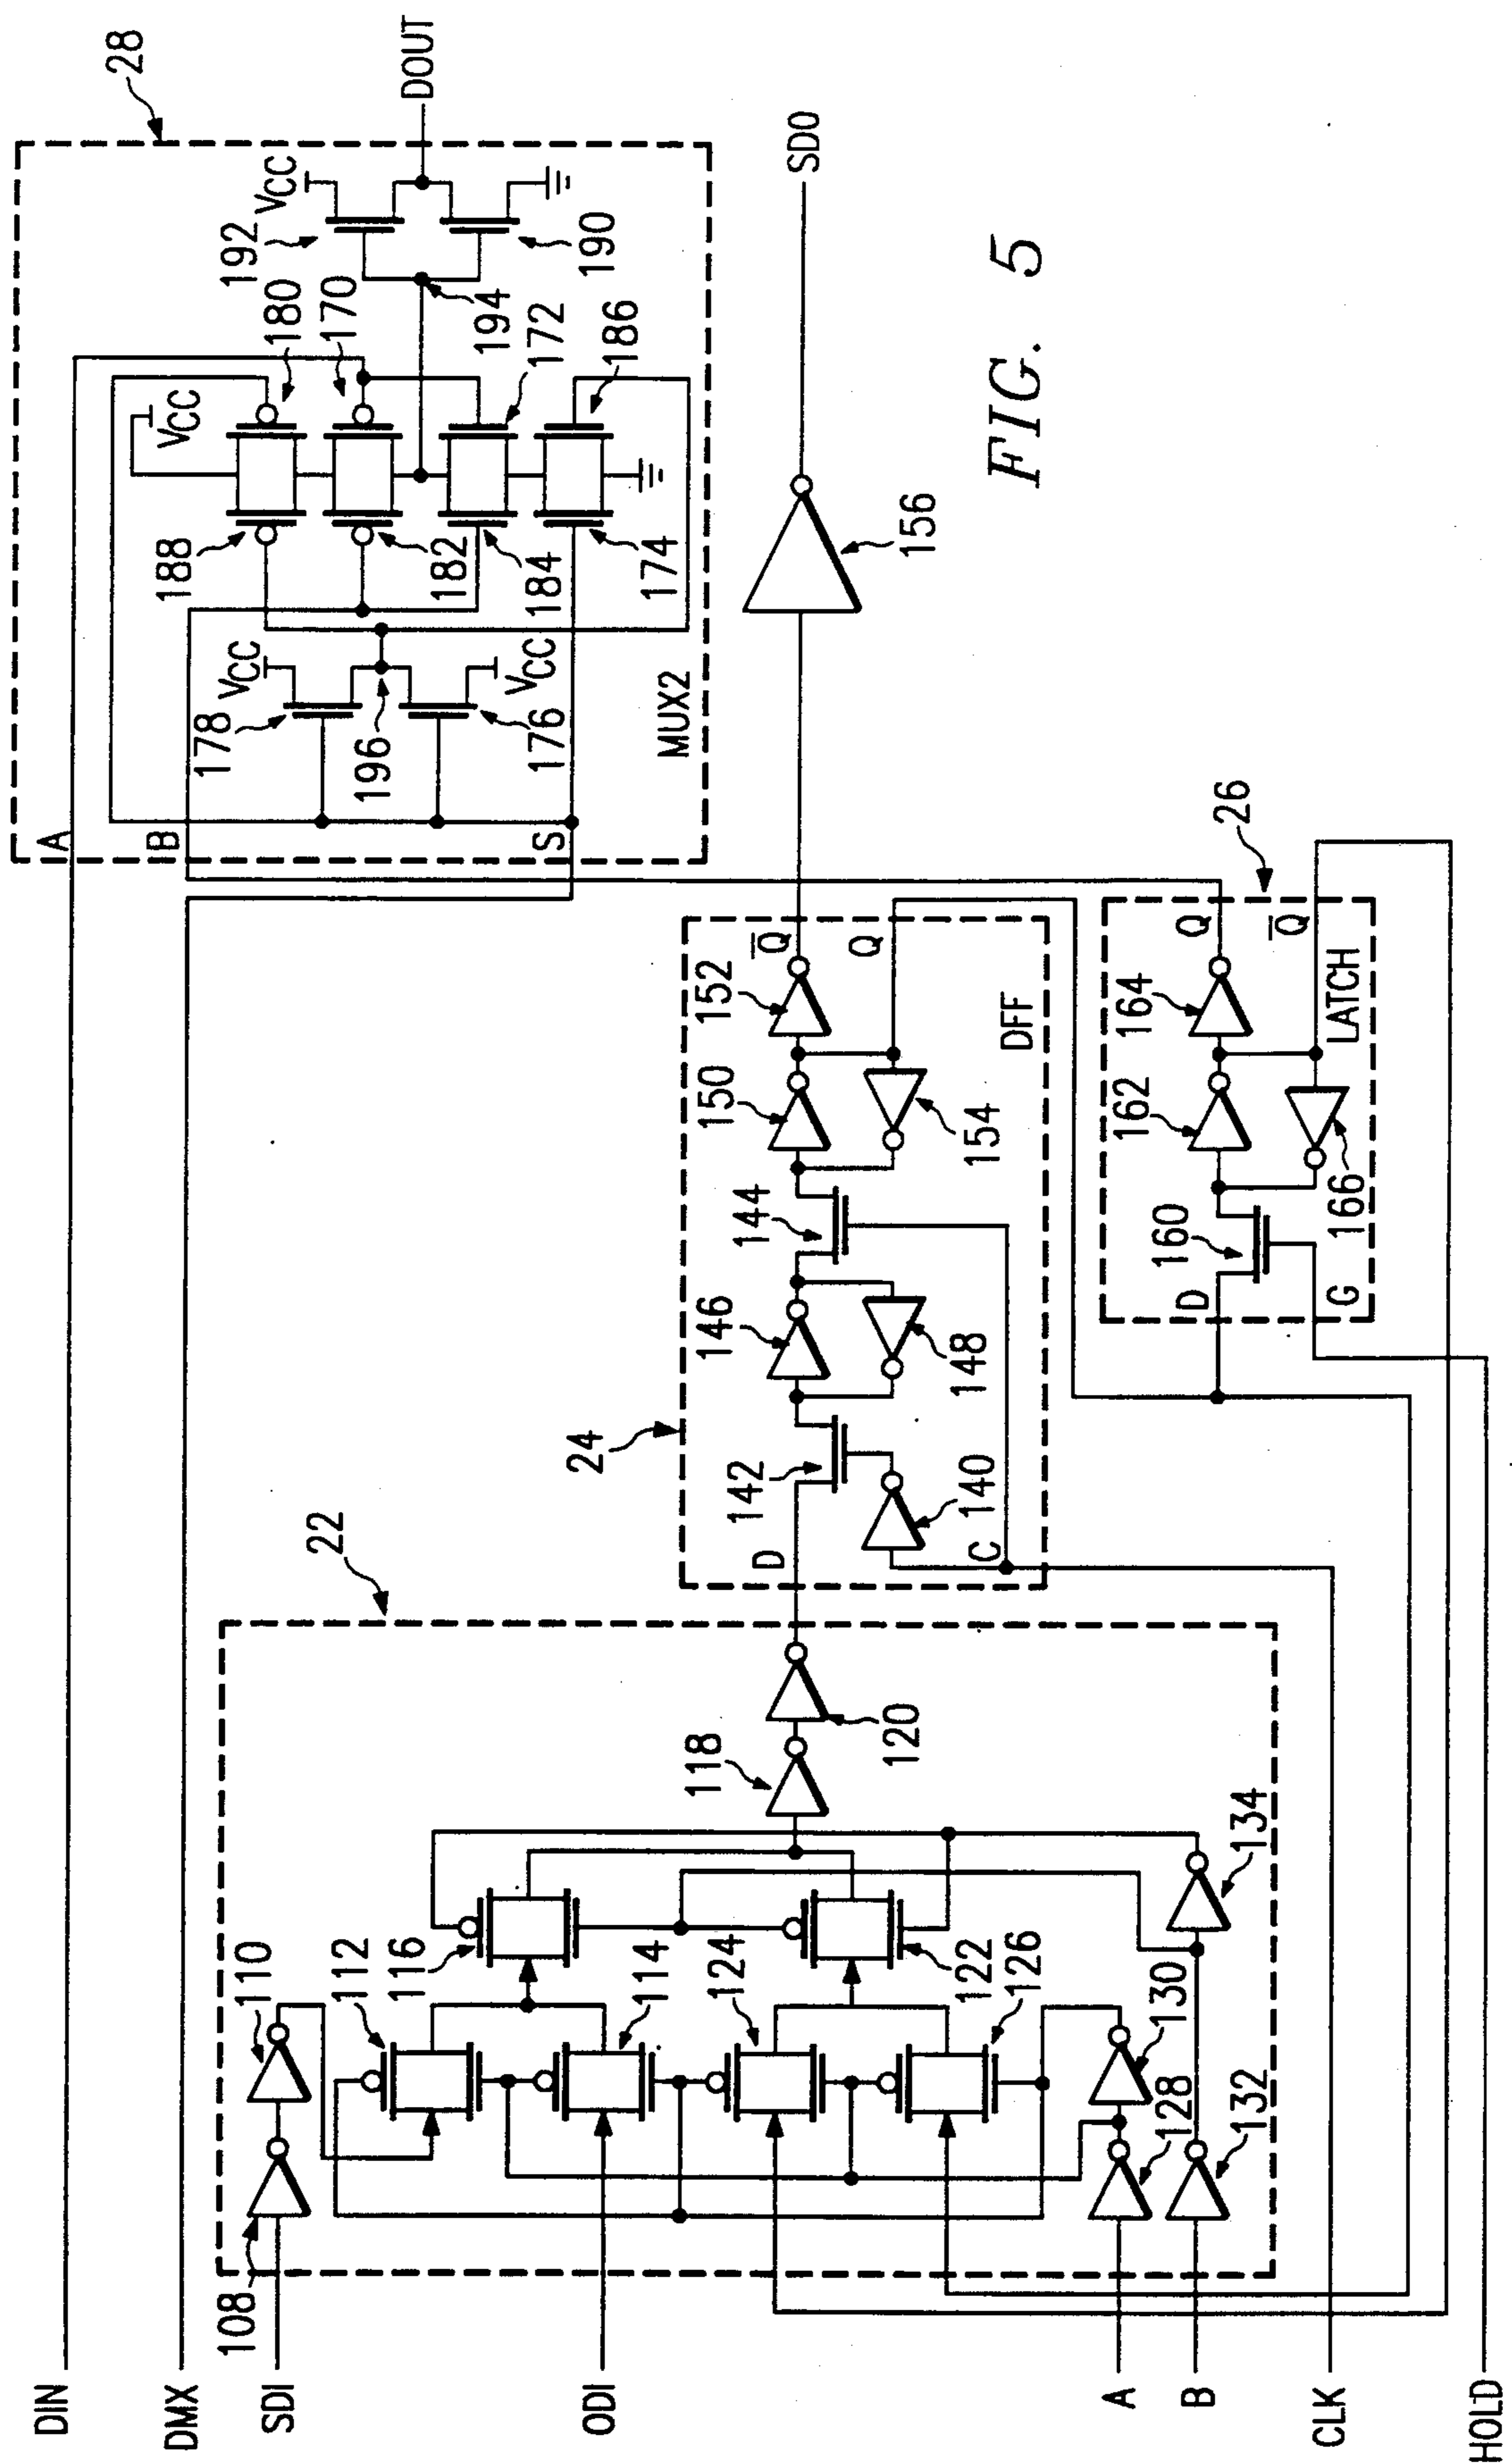 28
DOUT
VCC
192
190
194
180
170
172
186
VCC
188
182
184
174
VCC
178
196
176
VCC
MUX2
A
B
S
SDO
156
FIG. 5
26
24
Q̅
Q
152
150
154
DFF
144
146
148
142
140
D
C
Q
Q̅
164
162
LATCH
160
166
D
G
22
118
120
110
112
116
114
124
122
126
134
130
128
132
108
DIN
DMX
SDI
ODI
A
B
CLK
HOLD